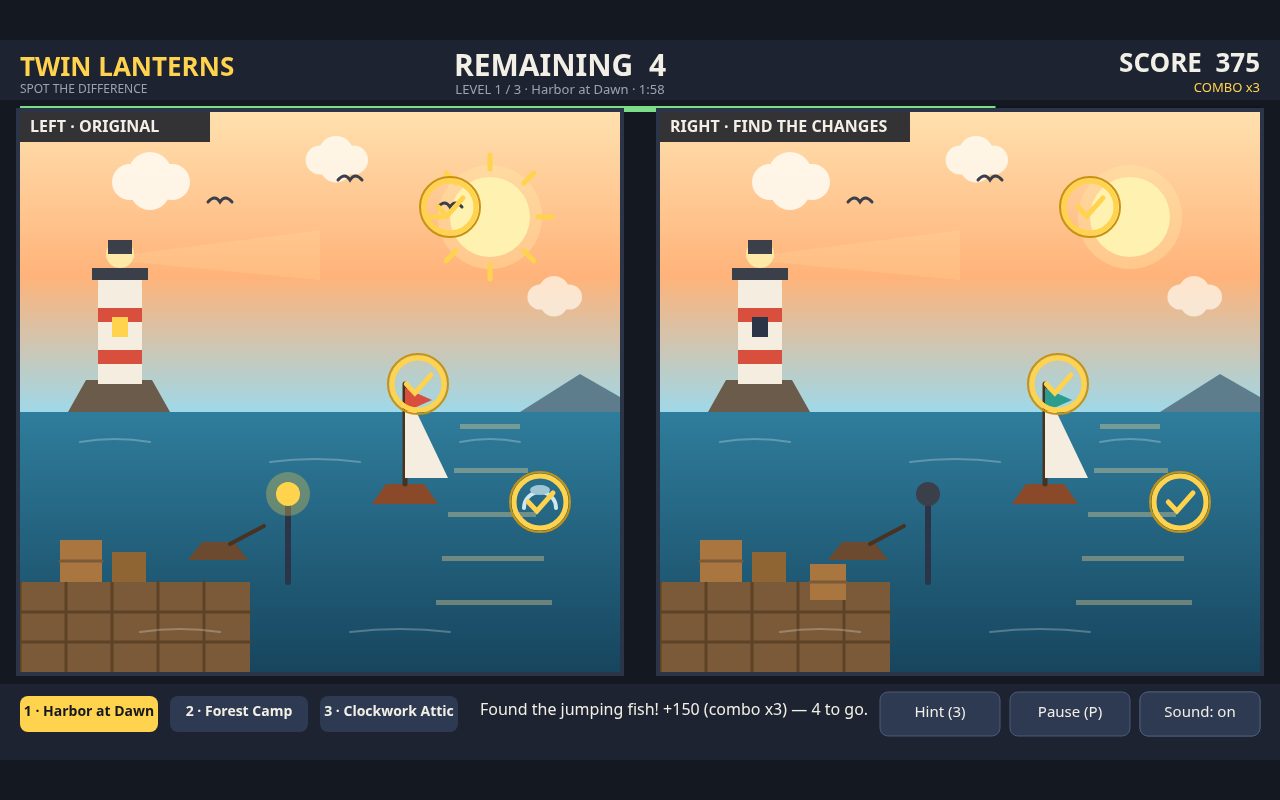 TWIN LANTERNS
SPOT THE DIFFERENCE
REMAINING 4
LEVEL 1 / 3 · Harbor at Dawn · 1:58
SCORE 375
COMBO x3
LEFT · ORIGINAL
RIGHT · FIND THE CHANGES
1 · Harbor at Dawn
2 · Forest Camp
3 · Clockwork Attic
Found the jumping fish! +150 (combo x3) — 4 to go.
Hint (3)
Pause (P)
Sound: on